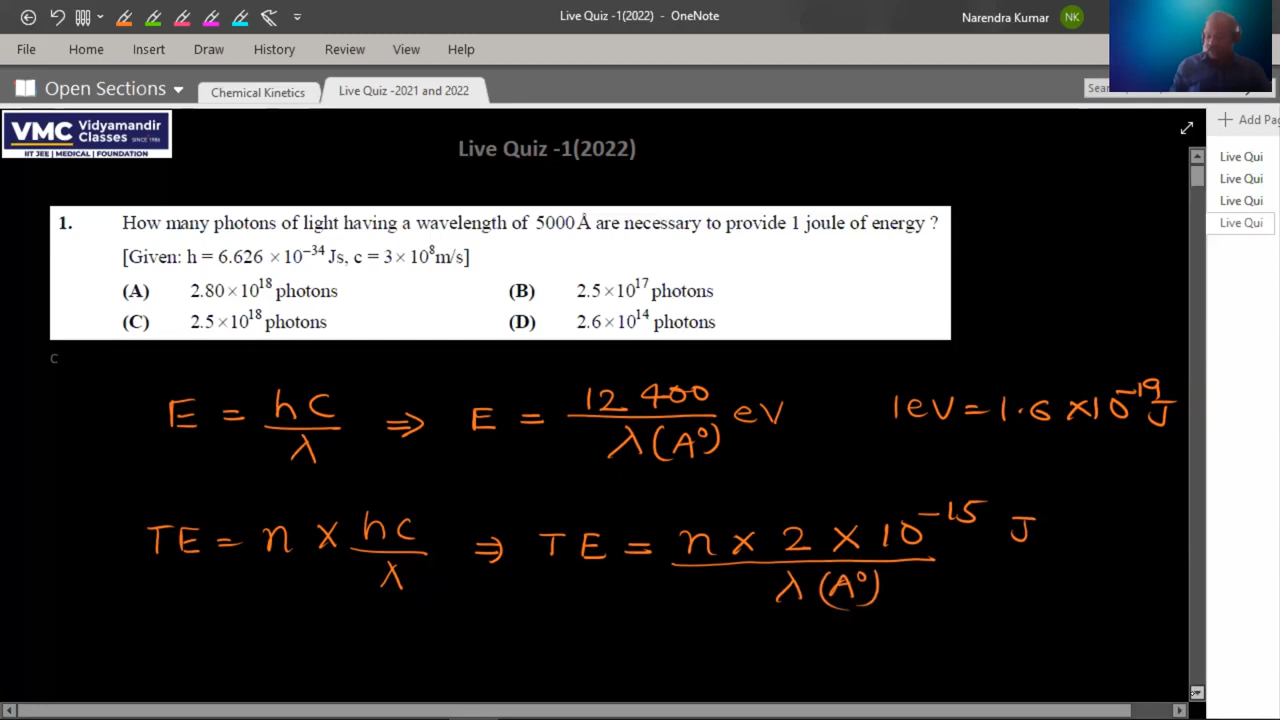 Live Quiz -1(2022) - OneNote
Narendra Kumar NK
File Home Insert Draw History Review View Help
Open Sections Chemical Kinetics Live Quiz -2021 and 2022
VMC Vidyamandir Classes SINCE 1986
IIT JEE | MEDICAL | FOUNDATION
Live Quiz -1(2022)
Add Pag
Live Qui
Live Qui
Live Qui
Live Qui
1. How many photons of light having a wavelength of 5000 Å are necessary to provide 1 joule of energy ?
[Given: h = 6.626 × 10⁻³⁴ Js, c = 3 × 10⁸ m/s]
(A) 2.80 × 10¹⁸ photons (B) 2.5 × 10¹⁷ photons
(C) 2.5 × 10¹⁸ photons (D) 2.6 × 10¹⁴ photons
C
E = hc/λ ⇒ E = 12400/λ(A°) eV 1eV = 1.6 × 10⁻¹⁹ J
TE = n × hc/λ ⇒ TE = n × 2 × 10⁻¹⁵/λ(A°) J